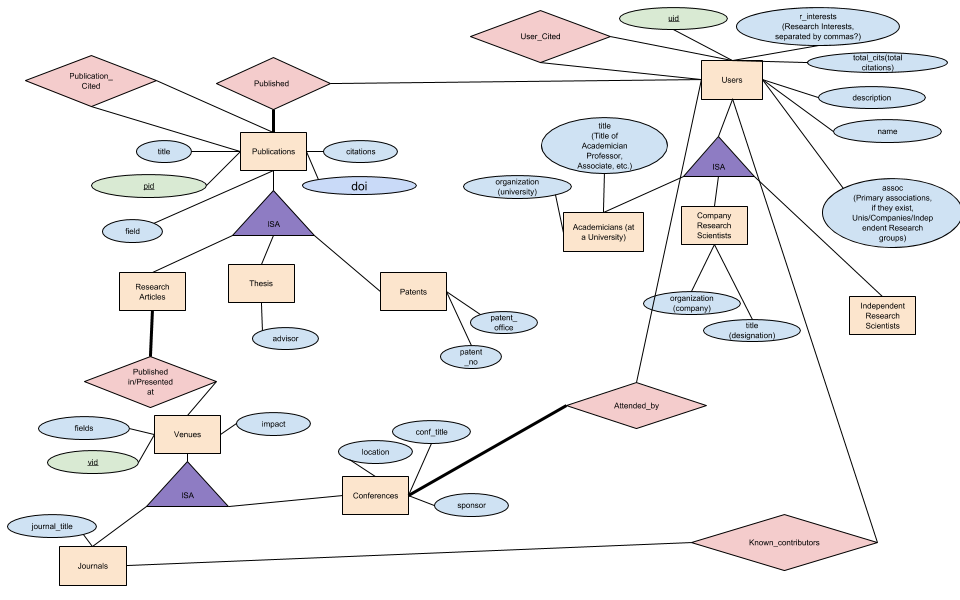 User_Cited
uid
r_interests
(Research Interests,
separated by commas?)
total_cits(total
citations)
Publication_
Cited
Published
Users
description
name
title
Publications
citations
pid
doi
field
title
(Title of
Academician
Professor,
Associate, etc.)
ISA
organization
(university)
assoc
(Primary associations,
if they exist,
Unis/Companies/Indep
endent Research
groups)
ISA
Academicians (at
a University)
Company
Research
Scientists
Research
Articles
Thesis
Patents
organization
(company)
Independent
Research
Scientists
patent_
office
title
(designation)
advisor
patent
_no
Published
in/Presented
at
Attended_by
fields
Venues
impact
conf_title
location
vid
ISA
Conferences
sponsor
journal_title
Known_contributors
Journals